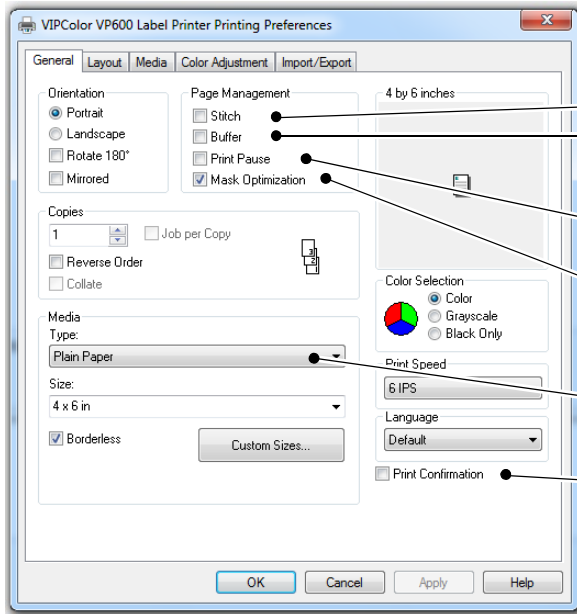 VIPColor VP600 Label Printer Printing Preferences
General Layout Media Color Adjustment Import/Export
Orientation
Portrait
Landscape
Rotate 180°
Mirrored
Page Management
Stitch
Buffer
Print Pause
Mask Optimization
4 by 6 inches
Copies
1
Job per Copy
Reverse Order
Collate
3
2
1
Color Selection
Color
Grayscale
Black Only
Media
Type:
Plain Paper
Size:
4 x 6 in
Borderless
Custom Sizes...
Print Speed
6 IPS
Language
Default
Print Confirmation
OK Cancel Apply Help